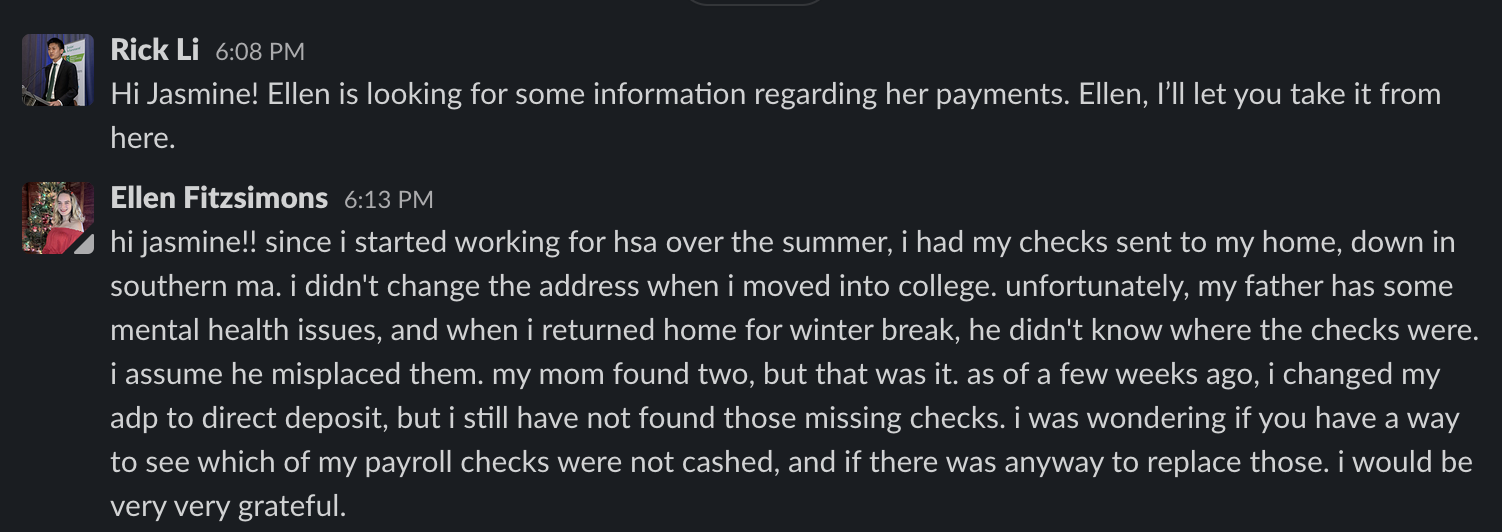 Rick Li 6:08 PM
Hi Jasmine! Ellen is looking for some information regarding her payments. Ellen, I’ll let you take it from
here.
Ellen Fitzsimons 6:13 PM
hi jasmine!! since i started working for hsa over the summer, i had my checks sent to my home, down in
southern ma. i didn't change the address when i moved into college. unfortunately, my father has some
mental health issues, and when i returned home for winter break, he didn't know where the checks were.
i assume he misplaced them. my mom found two, but that was it. as of a few weeks ago, i changed my
adp to direct deposit, but i still have not found those missing checks. i was wondering if you have a way
to see which of my payroll checks were not cashed, and if there was anyway to replace those. i would be
very very grateful.